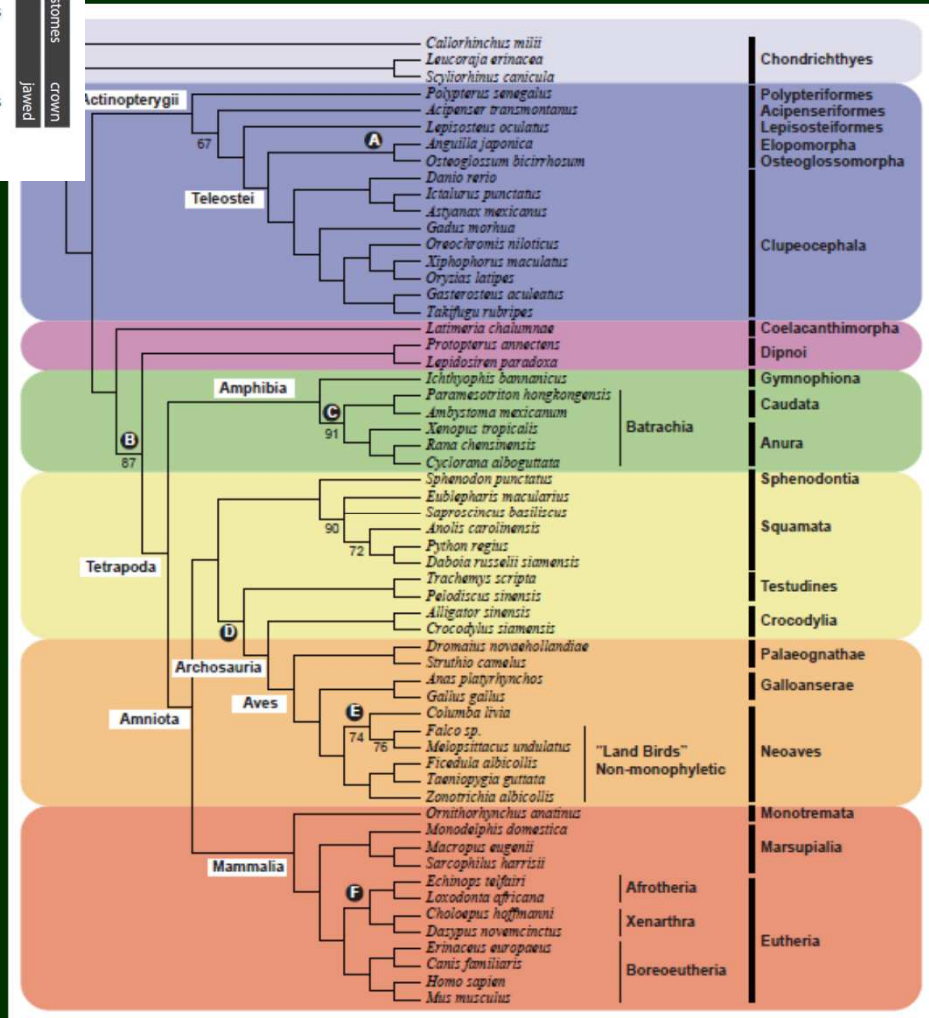 stomes
crown
jawed
Callorhinchus milii
Leucoraja erinacea
Scyliorhinus canicula
Chondrichthyes
Actinopterygii
Polypterus senegalus
Polypteriformes
Acipenser transmontanus
Acipenseriformes
67
Lepisosteus oculatus
Lepisosteiformes
A
Anguilla japonica
Elopomorpha
Osteoglossum bicirrhosum
Osteoglossomorpha
Teleostei
Danio rerio
Ictalurus punctatus
Astyanax mexicanus
Gadus morhua
Oreochromis niloticus
Clupeocephala
Xiphophorus maculatus
Oryzias latipes
Gasterosteus aculeatus
Takifugu rubripes
Latimeria chalumnae
Coelacanthimorpha
Protopterus annectens
Dipnoi
Lepidosiren paradoxa
Amphibia
Ichthyophis bannanicus
Gymnophiona
Paramesotriton hongkongensis
Caudata
C
Ambystoma mexicanum
91
Xenopus tropicalis
Batrachia
B
87
Rana chensinensis
Anura
Cyclorana alboguttata
Sphenodon punctatus
Sphenodontia
Eublepharis macularius
Saproscincus basiliscus
90
Anolis carolinensis
Squamata
72
Python regius
Daboia russelii siamensis
Tetrapoda
Trachemys scripta
Testudines
Pelodiscus sinensis
Alligator sinensis
Crocodylia
D
Crocodylus siamensis
Dromaius novaehollandiae
Palaeognathae
Archosauria
Struthio camelus
Anas platyrhynchos
Galloanserae
Aves
Gallus gallus
Amniota
E
Columba livia
74
76
Falco sp.
Melopsittacus undulatus
"Land Birds"
Non-monophyletic
Neoaves
Ficedula albicollis
Taeniopygia guttata
Zonotrichia albicollis
Ornithorhynchus anatinus
Monotremata
Monodelphis domestica
Marsupialia
Macropus eugenii
Mammalia
Sarcophilus harrisii
F
Echinops telfairi
Afrotheria
Loxodonta africana
Choloepus hoffmanni
Xenarthra
Dasypus novemcinctus
Eutheria
Erinaceus europaeus
Canis familiaris
Boreoeutheria
Homo sapien
Mus musculus